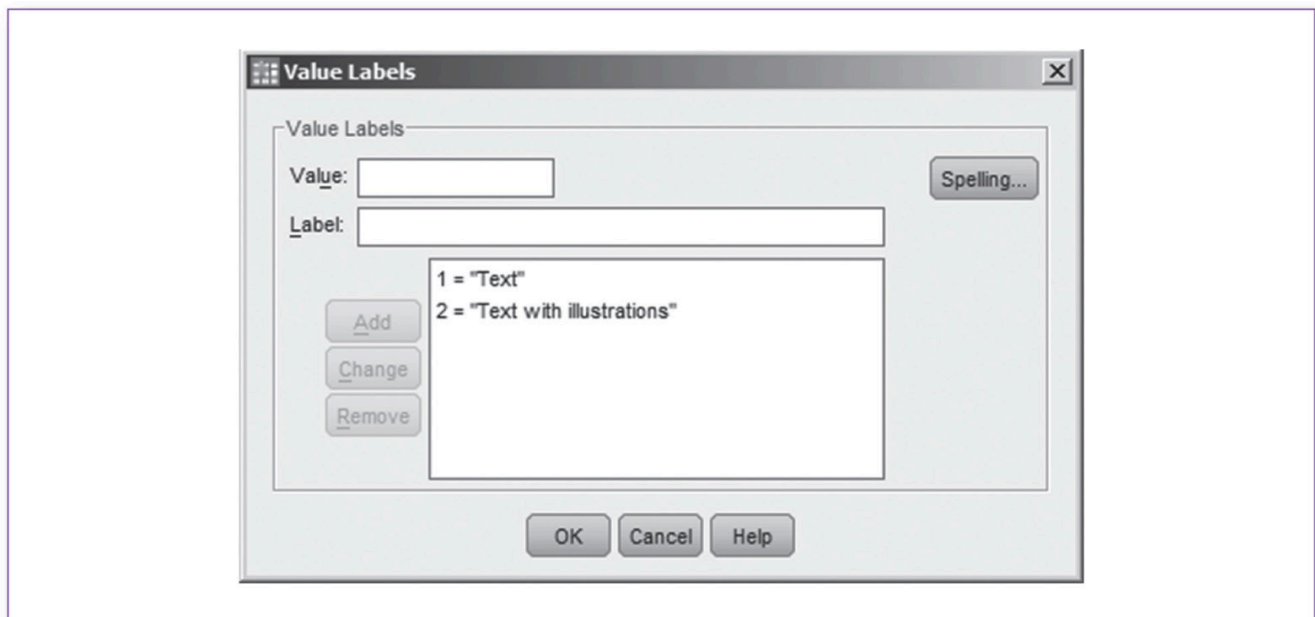 Value Labels
Value Labels
Value:
Spelling...
Label:
1 = "Text"
2 = "Text with illustrations"
Add
Change
Remove
OK Cancel Help